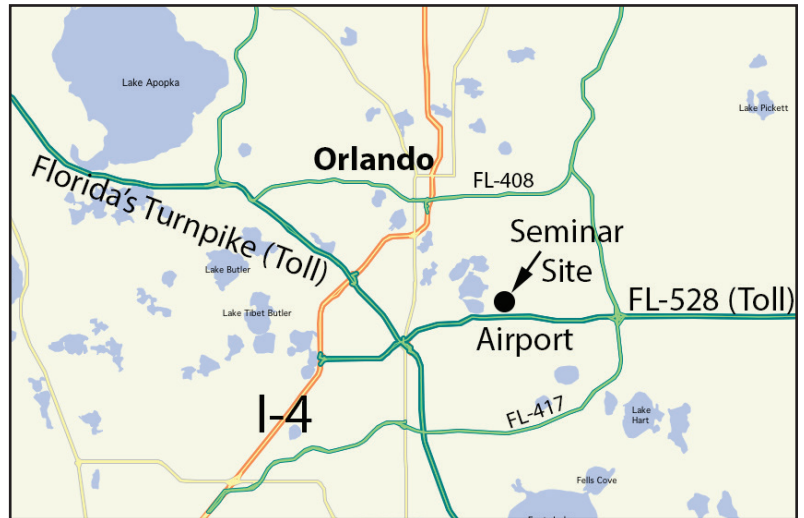 Lake Apopka
Lake Pickett
Orlando
FL-408
Florida's Turnpike (Toll)
Seminar
Site
Lake Butler
FL-528 (Toll)
Lake Tibet Butler
Airport
I-4
FL-417
Lake
Hart
Fells Cove